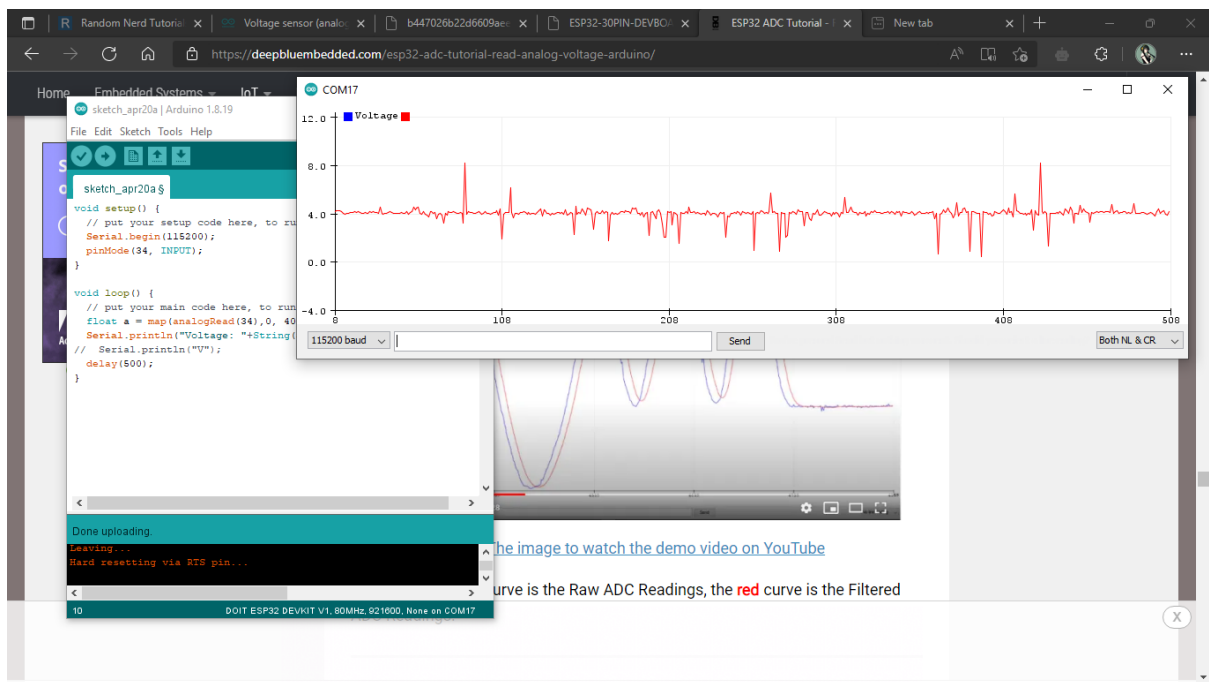 Random Nerd Tutorial
Voltage sensor (analog
b447026b22d6609aee
ESP32-30PIN-DEVBOA
ESP32 ADC Tutorial -
New tab
https://deepbluembedded.com/esp32-adc-tutorial-read-analog-voltage-arduino/
Home Embedded Systems IoT
COM17
12.0
8.0
4.0
0.0
-4.0
Voltage
0 100 200 300 400 500
115200 baud
Send
Both NL & CR
sketch_apr20a | Arduino 1.8.19
File Edit Sketch Tools Help
sketch_apr20a §
void setup() {
// put your setup code here, to ru
Serial.begin(115200);
pinMode(34, INPUT);
}
void loop() {
// put your main code here, to run
float a = map(analogRead(34),0, 40
Serial.println("Voltage: "+String(
// Serial.println("V");
delay(500);
}
Done uploading.
Leaving...
Hard resetting via RTS pin...
10
DOIT ESP32 DEVKIT V1, 80MHz, 921600, None on COM17
the image to watch the demo video on YouTube
urve is the Raw ADC Readings, the red curve is the Filtered
ADC Readings.
X